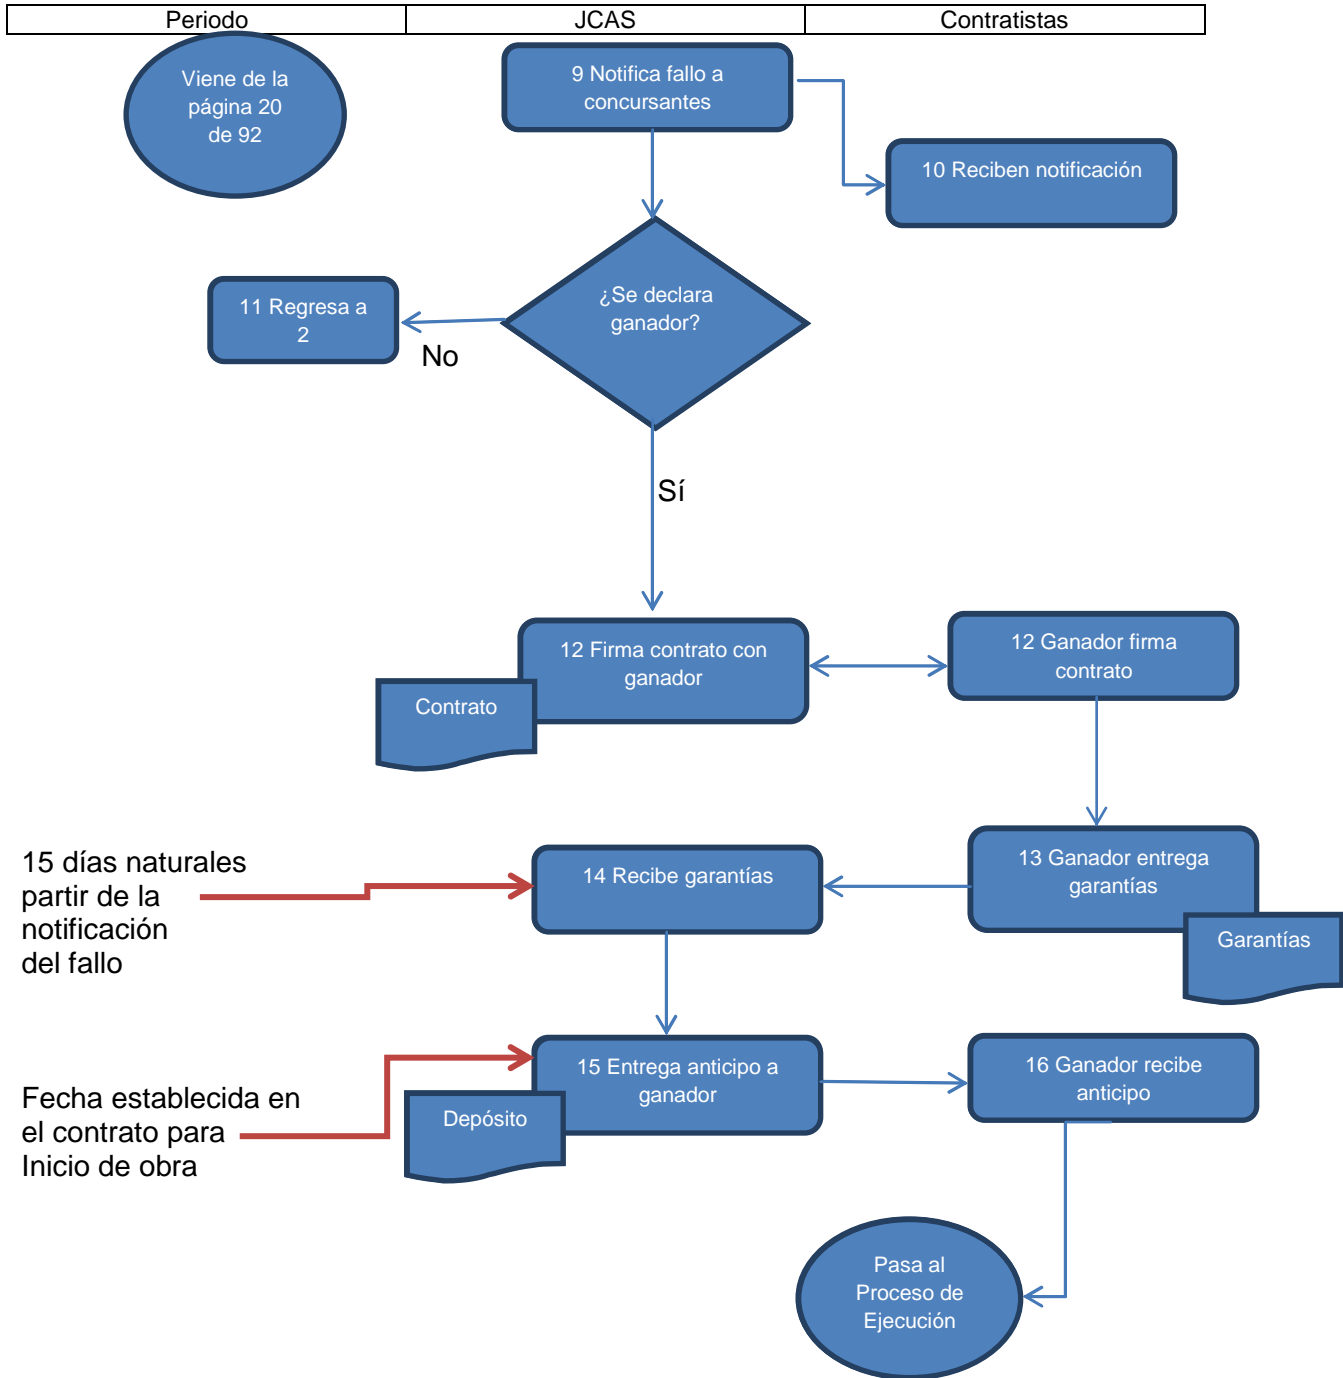 Periodo
JCAS
Contratistas
Viene de la
página 20
de 92
9 Notifica fallo a
concursantes
10 Reciben notificación
¿Se declara
ganador?
11 Regresa a
2
No
Sí
12 Firma contrato con
ganador
Contrato
12 Ganador firma
contrato
15 días naturales
partir de la
notificación
del fallo
14 Recibe garantías
13 Ganador entrega
garantías
Garantías
Fecha establecida en
el contrato para
Inicio de obra
15 Entrega anticipo a
ganador
Depósito
16 Ganador recibe
anticipo
Pasa al
Proceso de
Ejecución